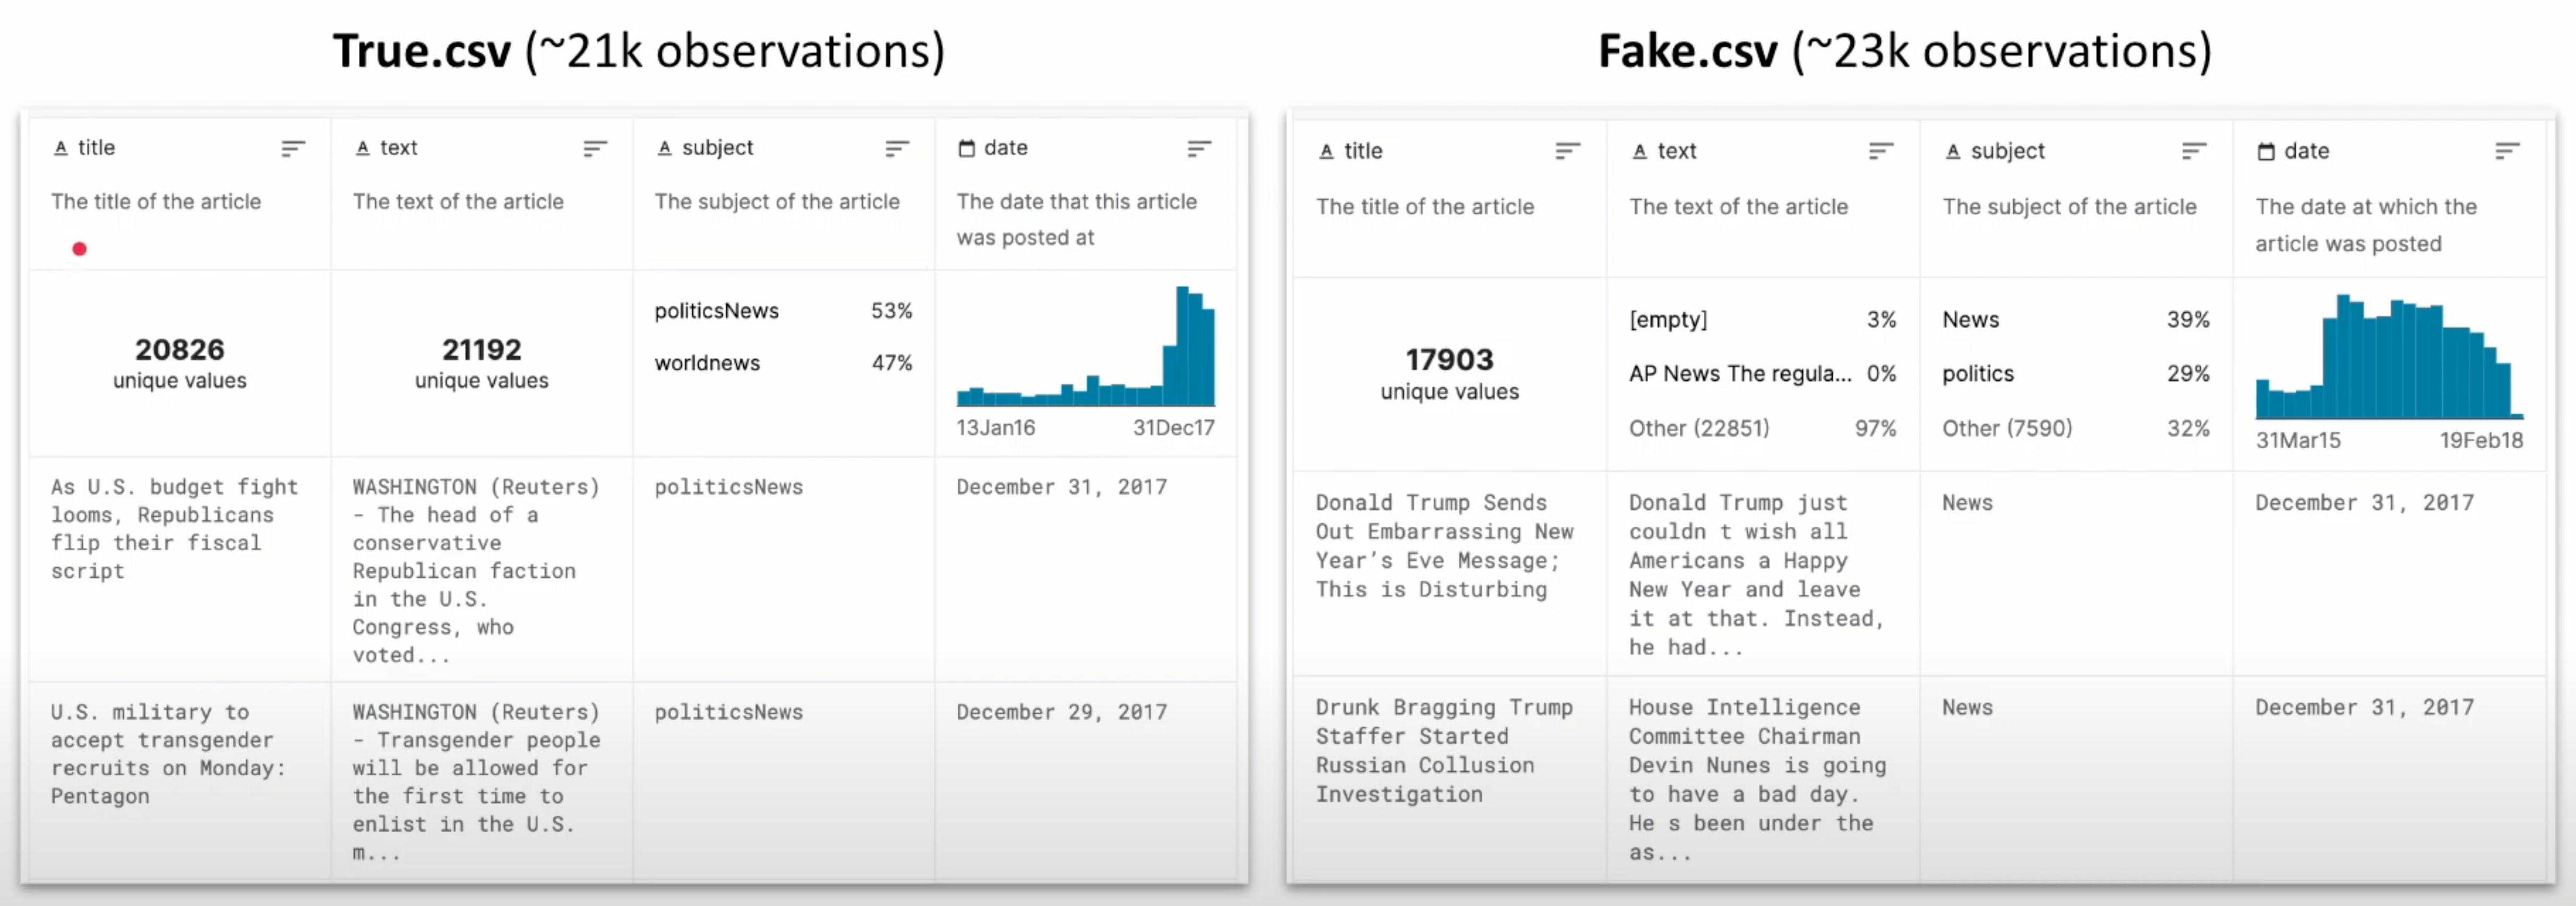 True.csv (~21k observations)
title
text
subject
date
The title of the article
The text of the article
The subject of the article
The date that this article
was posted at
20826
unique values
21192
unique values
politicsNews 53%
worldnews 47%
13Jan16 31Dec17
As U.S. budget fight
looms, Republicans
flip their fiscal
script
WASHINGTON (Reuters)
- The head of a
conservative
Republican faction
in the U.S.
Congress, who
voted...
politicsNews
December 31, 2017
U.S. military to
accept transgender
recruits on Monday:
Pentagon
WASHINGTON (Reuters)
- Transgender people
will be allowed for
the first time to
enlist in the U.S.
m...
politicsNews
December 29, 2017
Fake.csv (~23k observations)
title
text
subject
date
The title of the article
The text of the article
The subject of the article
The date at which the
article was posted
17903
unique values
[empty] 3%
AP News The regula... 0%
Other (22851) 97%
News 39%
politics 29%
Other (7590) 32%
31Mar15 19Feb18
Donald Trump Sends
Out Embarrassing New
Year’s Eve Message;
This is Disturbing
Donald Trump just
couldn t wish all
Americans a Happy
New Year and leave
it at that. Instead,
he had...
News
December 31, 2017
Drunk Bragging Trump
Staffer Started
Russian Collusion
Investigation
House Intelligence
Committee Chairman
Devin Nunes is going
to have a bad day.
He s been under the
as...
News
December 31, 2017